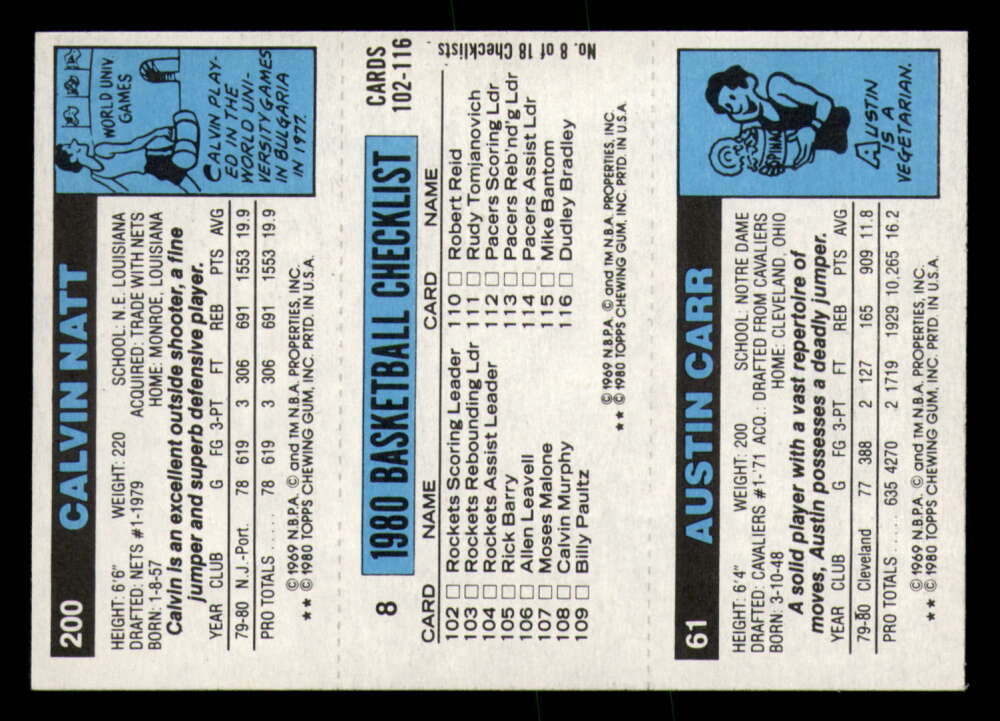 200 CALVIN NATT
HEIGHT: 6'6" WEIGHT: 220 SCHOOL: N.E. LOUISIANA
DRAFTED: NETS #1-1979 ACQUIRED: TRADE WITH NETS
BORN: 1-8-57 HOME: MONROE, LOUISIANA
Calvin is an excellent outside shooter, a fine
jumper and superb defensive player.
YEAR CLUB G FG 3-PT FT REB PTS AVG
79-80 N.J.-Port. 78 619 3 306 691 1553 19.9
PRO TOTALS .... 78 619 3 306 691 1553 19.9
© 1969 N.B.P.A. © and TM N.B.A. PROPERTIES, INC.
★★ © 1980 TOPPS CHEWING GUM, INC. PRTD. IN U.S.A.
WORLD UNIV.
GAMES
CALVIN PLAY-
ED IN THE
WORLD UNI-
VERSITY GAMES
IN BULGARIA
IN 1977.
8 1980 BASKETBALL CHECKLIST CARDS
102-116
No. 8 of 18 Checklists
CARD NAME CARD NAME
102 □ Rockets Scoring Leader 110 □ Robert Reid
103 □ Rockets Rebounding Ldr 111 □ Rudy Tomjanovich
104 □ Rockets Assist Leader 112 □ Pacers Scoring Ldr
105 □ Rick Barry 113 □ Pacers Reb'nd'g Ldr
106 □ Allen Leavell 114 □ Pacers Assist Ldr
107 □ Moses Malone 115 □ Mike Bantom
108 □ Calvin Murphy 116 □ Dudley Bradley
109 □ Billy Paultz
© 1969 N.B.P.A. © and TM N.B.A. PROPERTIES, INC.
★★ © 1980 TOPPS CHEWING GUM, INC. PRTD. IN U.S.A.
61 AUSTIN CARR
HEIGHT: 6'4" WEIGHT: 200 SCHOOL: NOTRE DAME
DRAFTED: CAVALIERS #1-'71 ACQ.: DRAFTED FROM CAVALIERS
BORN: 3-10-48 HOME: CLEVELAND, OHIO
A solid player with a vast repertoire of
moves, Austin possesses a deadly jumper.
YEAR CLUB G FG 3-PT FT REB PTS AVG
79-80 Cleveland 77 388 2 127 165 909 11.8
PRO TOTALS .... 635 4270 2 1719 1929 10,265 16.2
© 1969 N.B.P.A. © and TM N.B.A. PROPERTIES, INC.
★★ © 1980 TOPPS CHEWING GUM, INC. PRTD. IN U.S.A.
SPINACH
AUSTIN
IS A
VEGETARIAN.